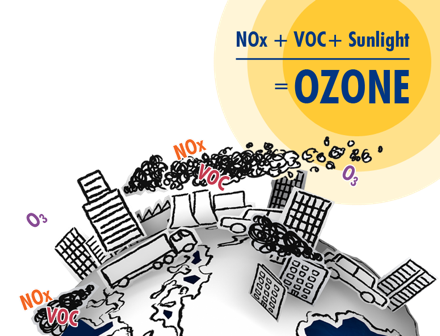 NOx + VOC+ Sunlight
= OZONE
NOx
VOC
O₃
O₃
NOx
VOC